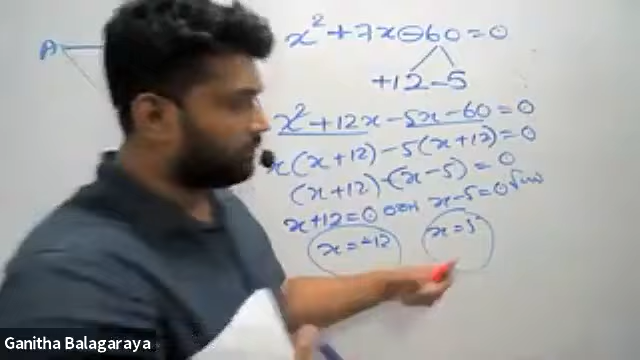 A
x² + 7x - 60 = 0
+12 -5
x² + 12x - 5x - 60 = 0
x(x+12) - 5(x+12) = 0
(x+12) (x-5) = 0
x+12 = 0 හෝ x-5 = 0
x = -12 x = 5
Ganitha Balagaraya